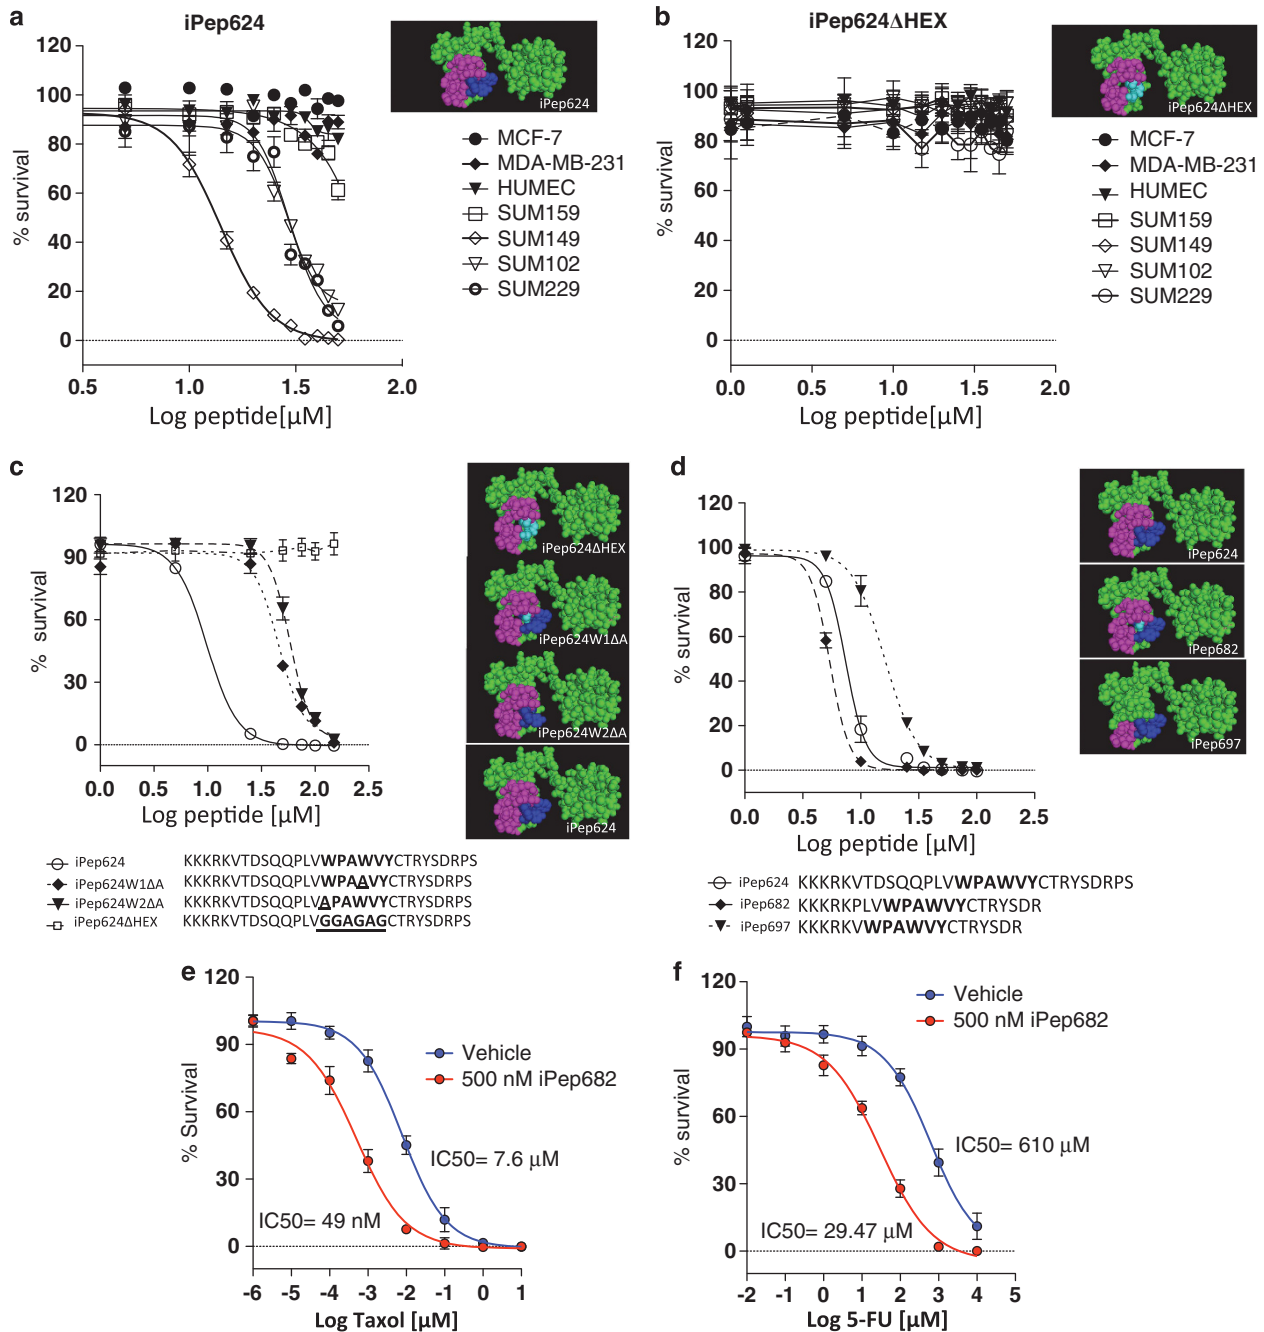 a
iPep624
120
100
80
60
40
20
0
% survival
0.5
1.0
1.5
2.0
Log peptide[µM]
iPep624
MCF-7
MDA-MB-231
HUMEC
SUM159
SUM149
SUM102
SUM229
b
iPep624ΔHEX
120
100
80
60
40
20
0
% survival
0.0
0.5
1.0
1.5
2.0
Log peptide[µM]
iPep624ΔHEX
MCF-7
MDA-MB-231
HUMEC
SUM159
SUM149
SUM102
SUM229
c
120
90
60
30
0
% survival
0.0
0.5
1.0
1.5
2.0
2.5
Log peptide [µM]
iPep624ΔHEX
iPep624W1ΔA
iPep624W2ΔA
iPep624
iPep624 KKKRKVTDSQQPLVWPAWVYCTRYSDRPS
iPep624W1ΔA KKKRKVTDSQQPLVWPAAVYCTRYSDRPS
iPep624W2ΔA KKKRKVTDSQQPLVAPAWVYCTRYSDRPS
iPep624ΔHEX KKKRKVTDSQQPLVGGAGAGCTRYSDRPS
d
120
100
80
60
40
20
0
% survival
0.0
0.5
1.0
1.5
2.0
2.5
Log peptide [µM]
iPep624
iPep682
iPep697
iPep624 KKKRKVTDSQQPLVWPAWVYCTRYSDRPS
iPep682 KKKRKPLVWPAWVYCTRYSDR
iPep697 KKKRKVWPAWVYCTRYSDR
e
120
90
60
30
0
% Survival
-6
-5
-4
-3
-2
-1
0
1
Log Taxol [µM]
Vehicle
500 nM iPep682
IC50= 7.6 µM
IC50= 49 nM
f
120
90
60
30
0
% survival
-2
-1
0
1
2
3
4
5
Log 5-FU [µM]
Vehicle
500 nM iPep682
IC50= 610 µM
IC50= 29.47 µM